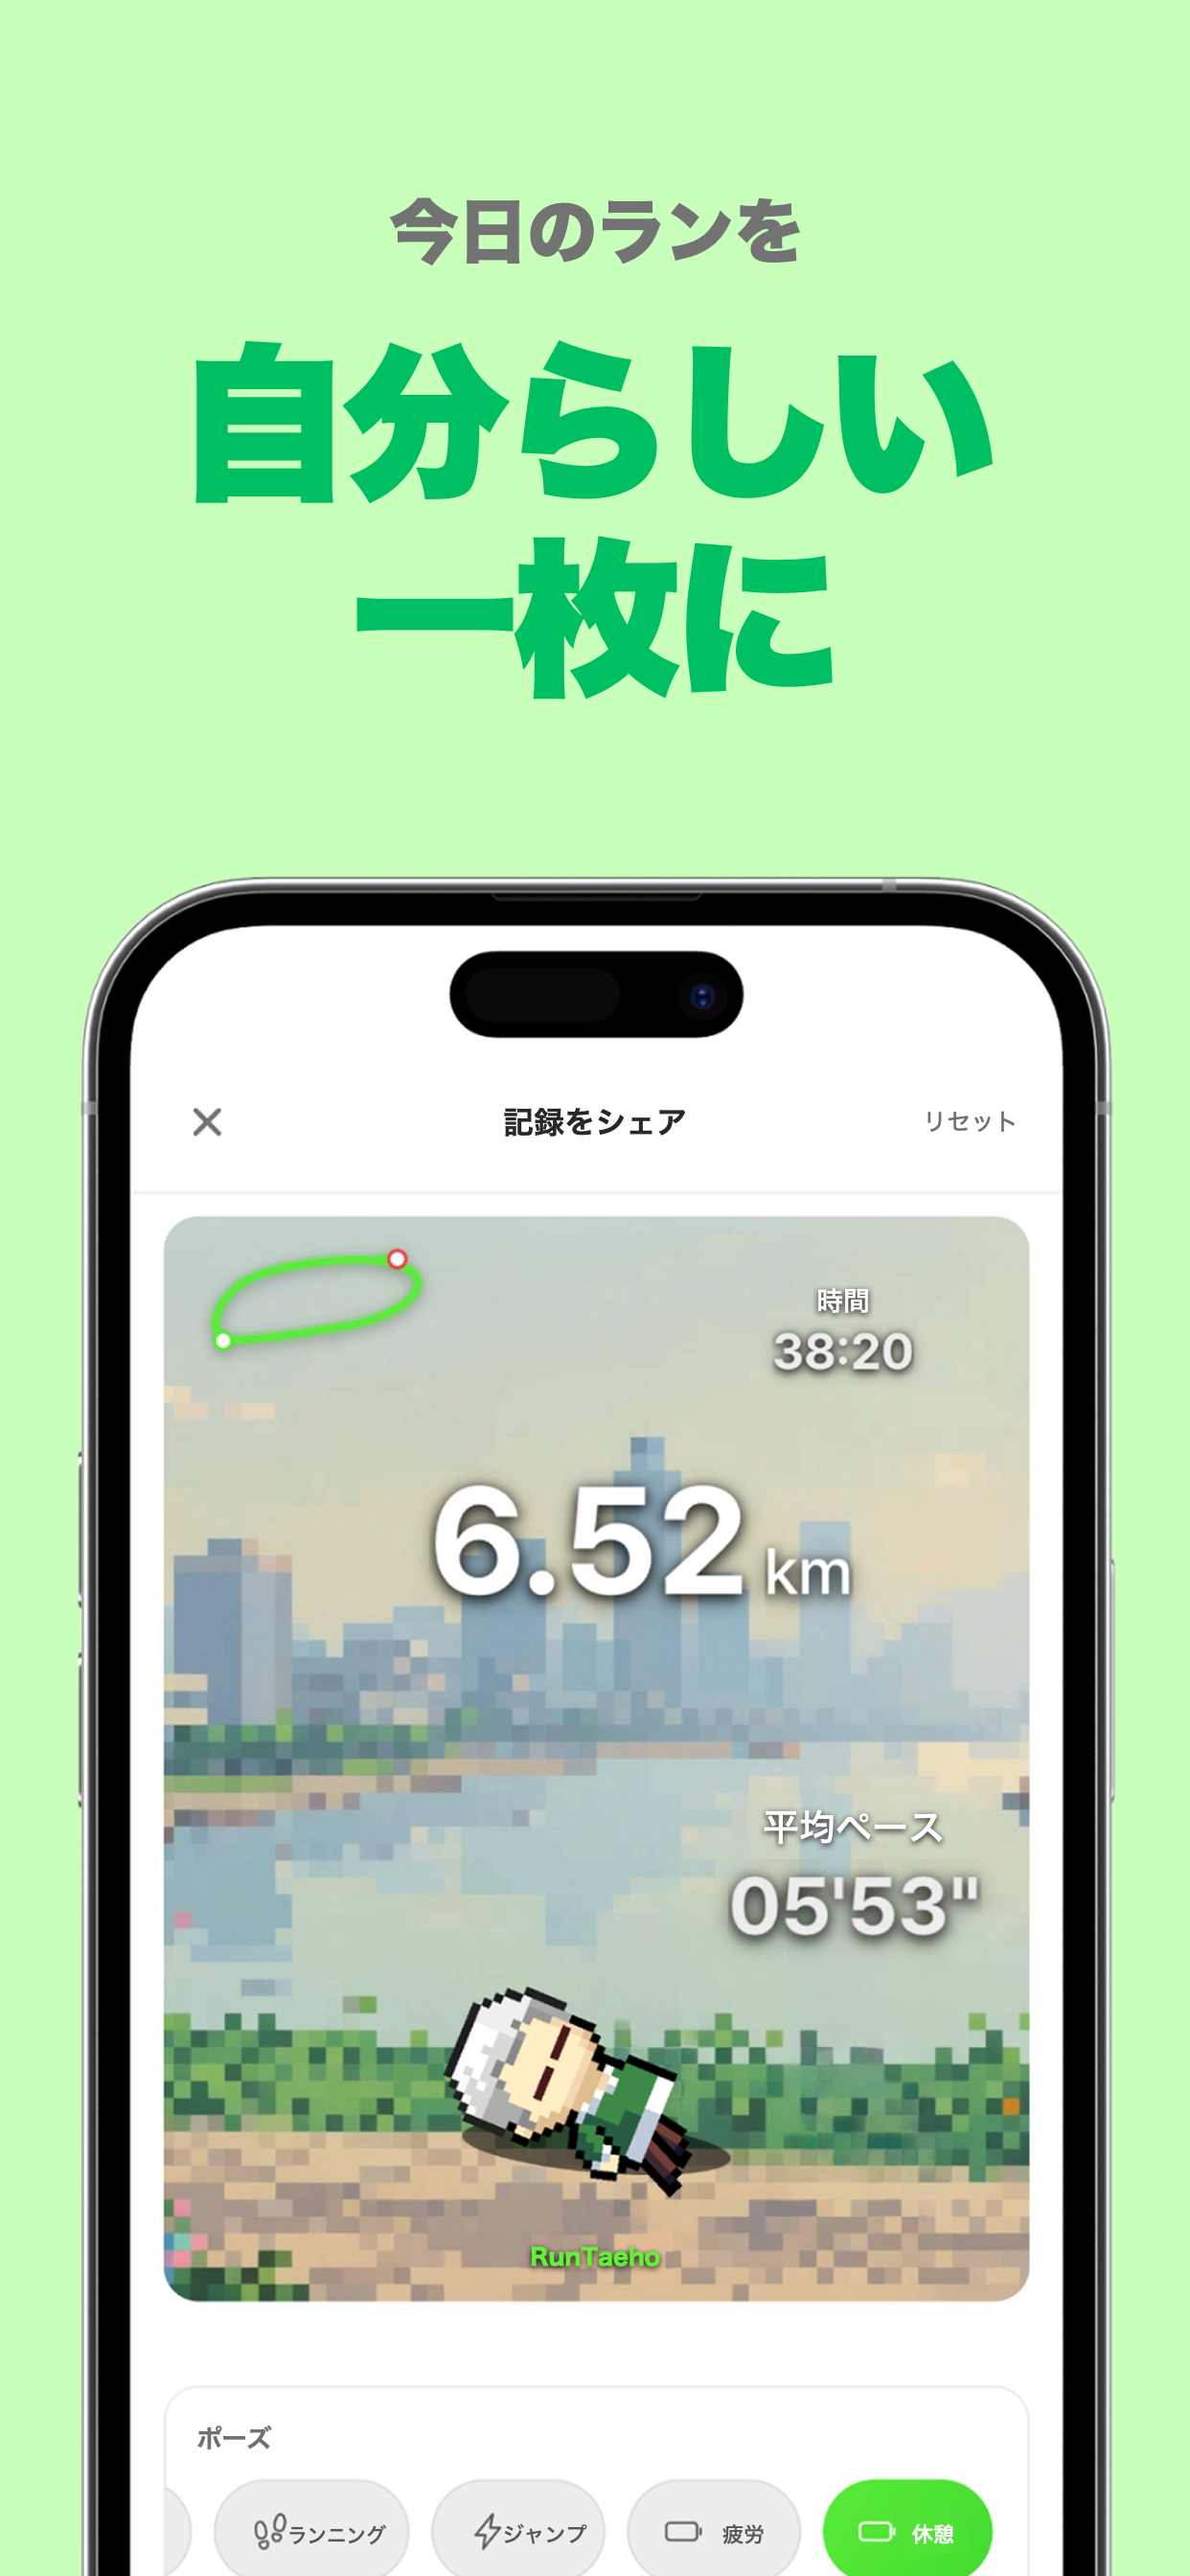 今日のランを
自分らしい
一枚に
記録をシェア
リセット
時間
38:20
6.52 km
平均ペース
05'53"
RunTaeho
ポーズ
ランニング
ジャンプ
疲労
休憩